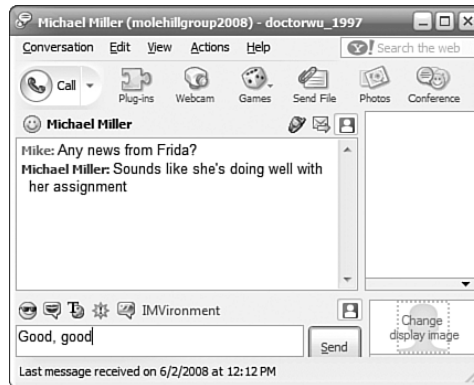 Michael Miller (molehillgroup2008) - doctorwu_1997
Conversation Edit View Actions Help
Y! Search the web
Call
Plug-ins Webcam Games Send File Photos Conference
Michael Miller
Mike: Any news from Frida?
Michael Miller: Sounds like she's doing well with
her assignment
IMVironment
Change
display image
Good, good
Send
Last message received on 6/2/2008 at 12:12 PM